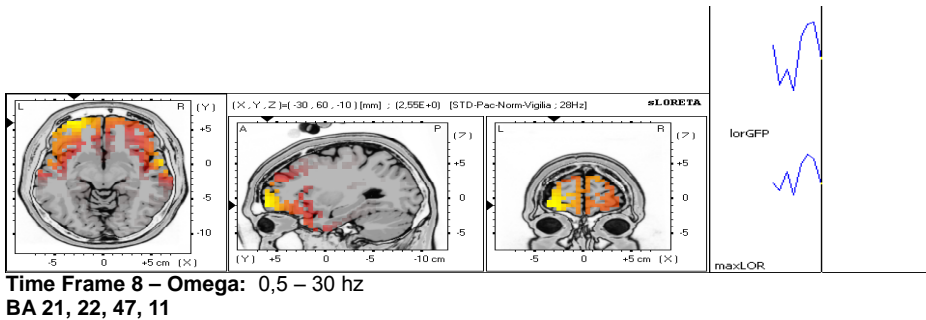 (X, Y, Z)=( -30, 60, -10 ) [mm] ; (2,55E+0) [STD-Pac-Norm-Vigilia ; 28Hz] sLORETA
L R (Y)
+5
0
-5
-10
-5 0 +5 cm (X)
A P (Z)
+5
0
-5
(Y) +5 0 -5 -10 cm
L R (Z)
+5
0
-5
-5 0 +5 cm (X)
lorGFP
maxLOR
Time Frame 8 – Omega: 0,5 – 30 hz
BA 21, 22, 47, 11